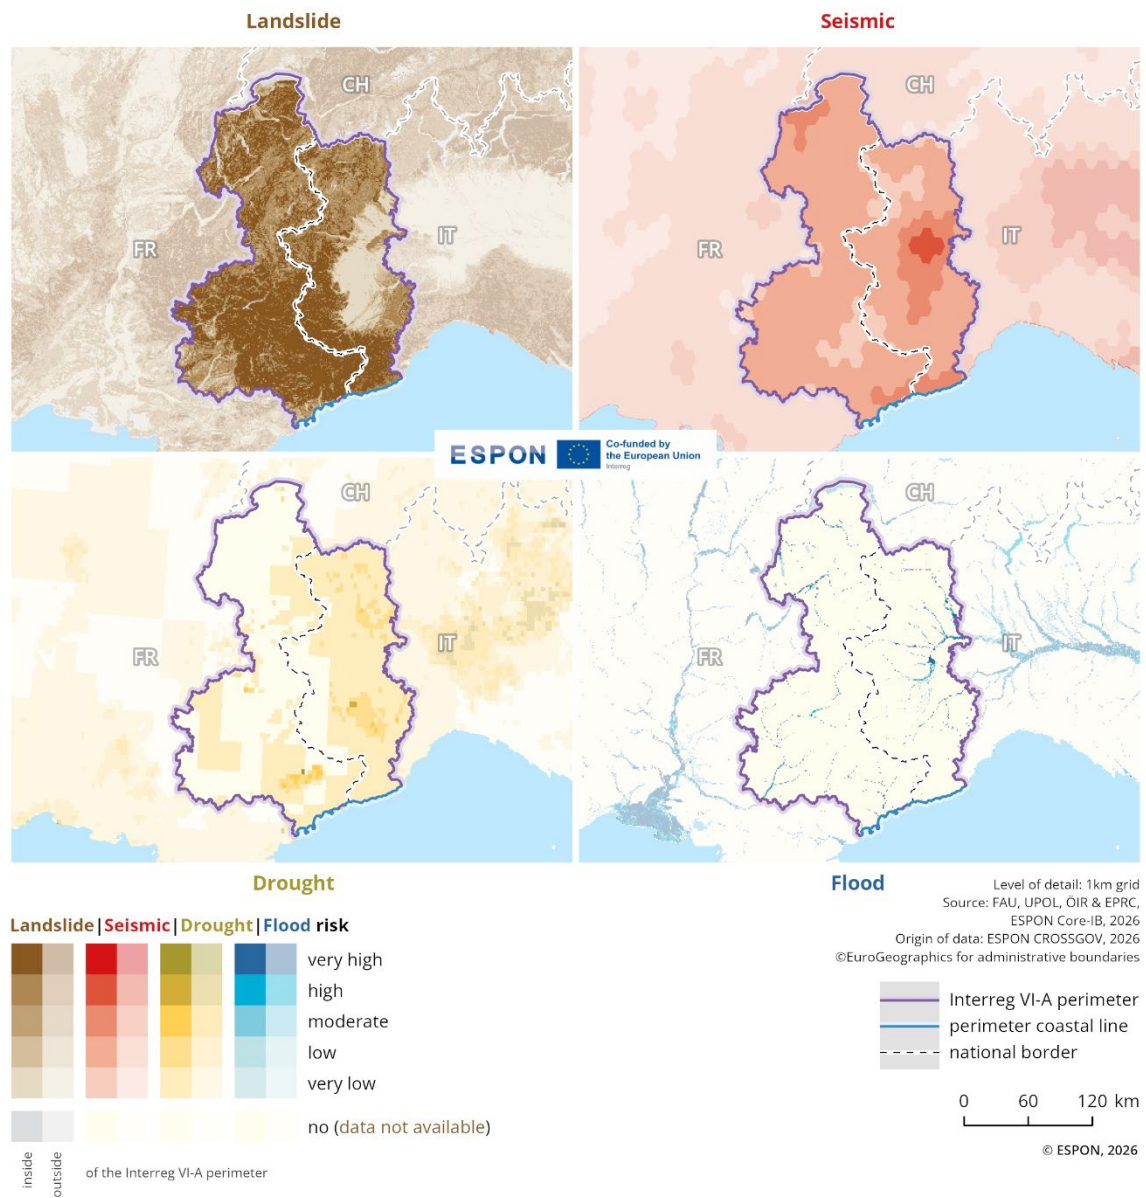 Landslide
Seismic
CH
CH
FR
IT
FR
IT
ESPON
Co-funded by
the European Union
Interreg
CH
CH
FR
IT
FR
IT
Drought
Flood
Level of detail: 1km grid
Source: FAU, UPOL, ÖIR & EPRC,
ESPON Core-IB, 2026
Origin of data: ESPON CROSSGOV, 2026
©EuroGeographics for administrative boundaries
Landslide|Seismic|Drought|Flood risk
very high
high
moderate
low
very low
no (data not available)
inside
outside
of the Interreg VI-A perimeter
Interreg VI-A perimeter
perimeter coastal line
national border
0 60 120 km
© ESPON, 2026